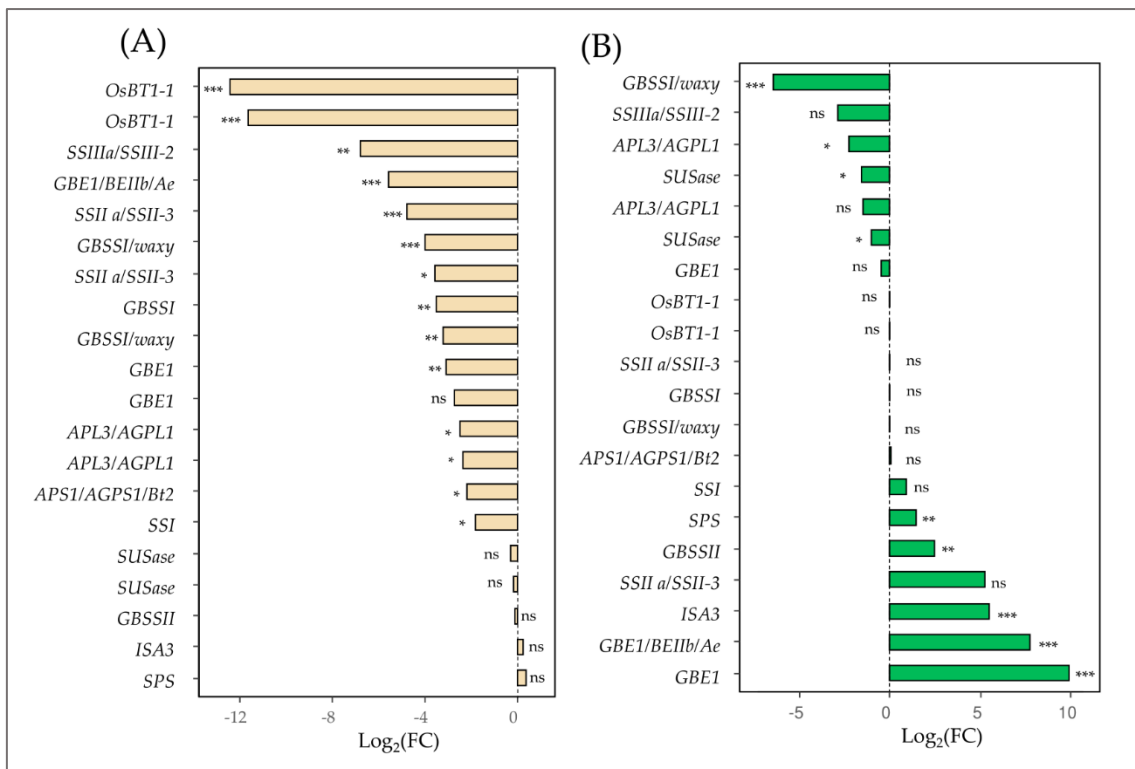 (A)
OsBT1-1 ***
OsBT1-1 ***
SSIIIa/SSIII-2 **
GBE1/BEIIb/Ae ***
SSII a/SSII-3 ***
GBSSI/waxy ***
SSII a/SSII-3 *
GBSSI **
GBSSI/waxy **
GBE1 **
GBE1 ns
APL3/AGPL1 *
APL3/AGPL1 *
APS1/AGPS1/Bt2 *
SSI *
SUSase ns
SUSase ns
GBSSII ns
ISA3 ns
SPS ns
-12 -8 -4 0
Log2(FC)
(B)
GBSSI/waxy ***
SSIIIa/SSIII-2 ns
APL3/AGPL1 *
SUSase *
APL3/AGPL1 ns
SUSase *
GBE1 ns
OsBT1-1 ns
OsBT1-1 ns
SSII a/SSII-3 ns
GBSSI ns
GBSSI/waxy ns
APS1/AGPS1/Bt2 ns
SSI ns
SPS **
GBSSII **
SSII a/SSII-3 ns
ISA3 ***
GBE1/BEIIb/Ae ***
GBE1 ***
-5 0 5 10
Log2(FC)